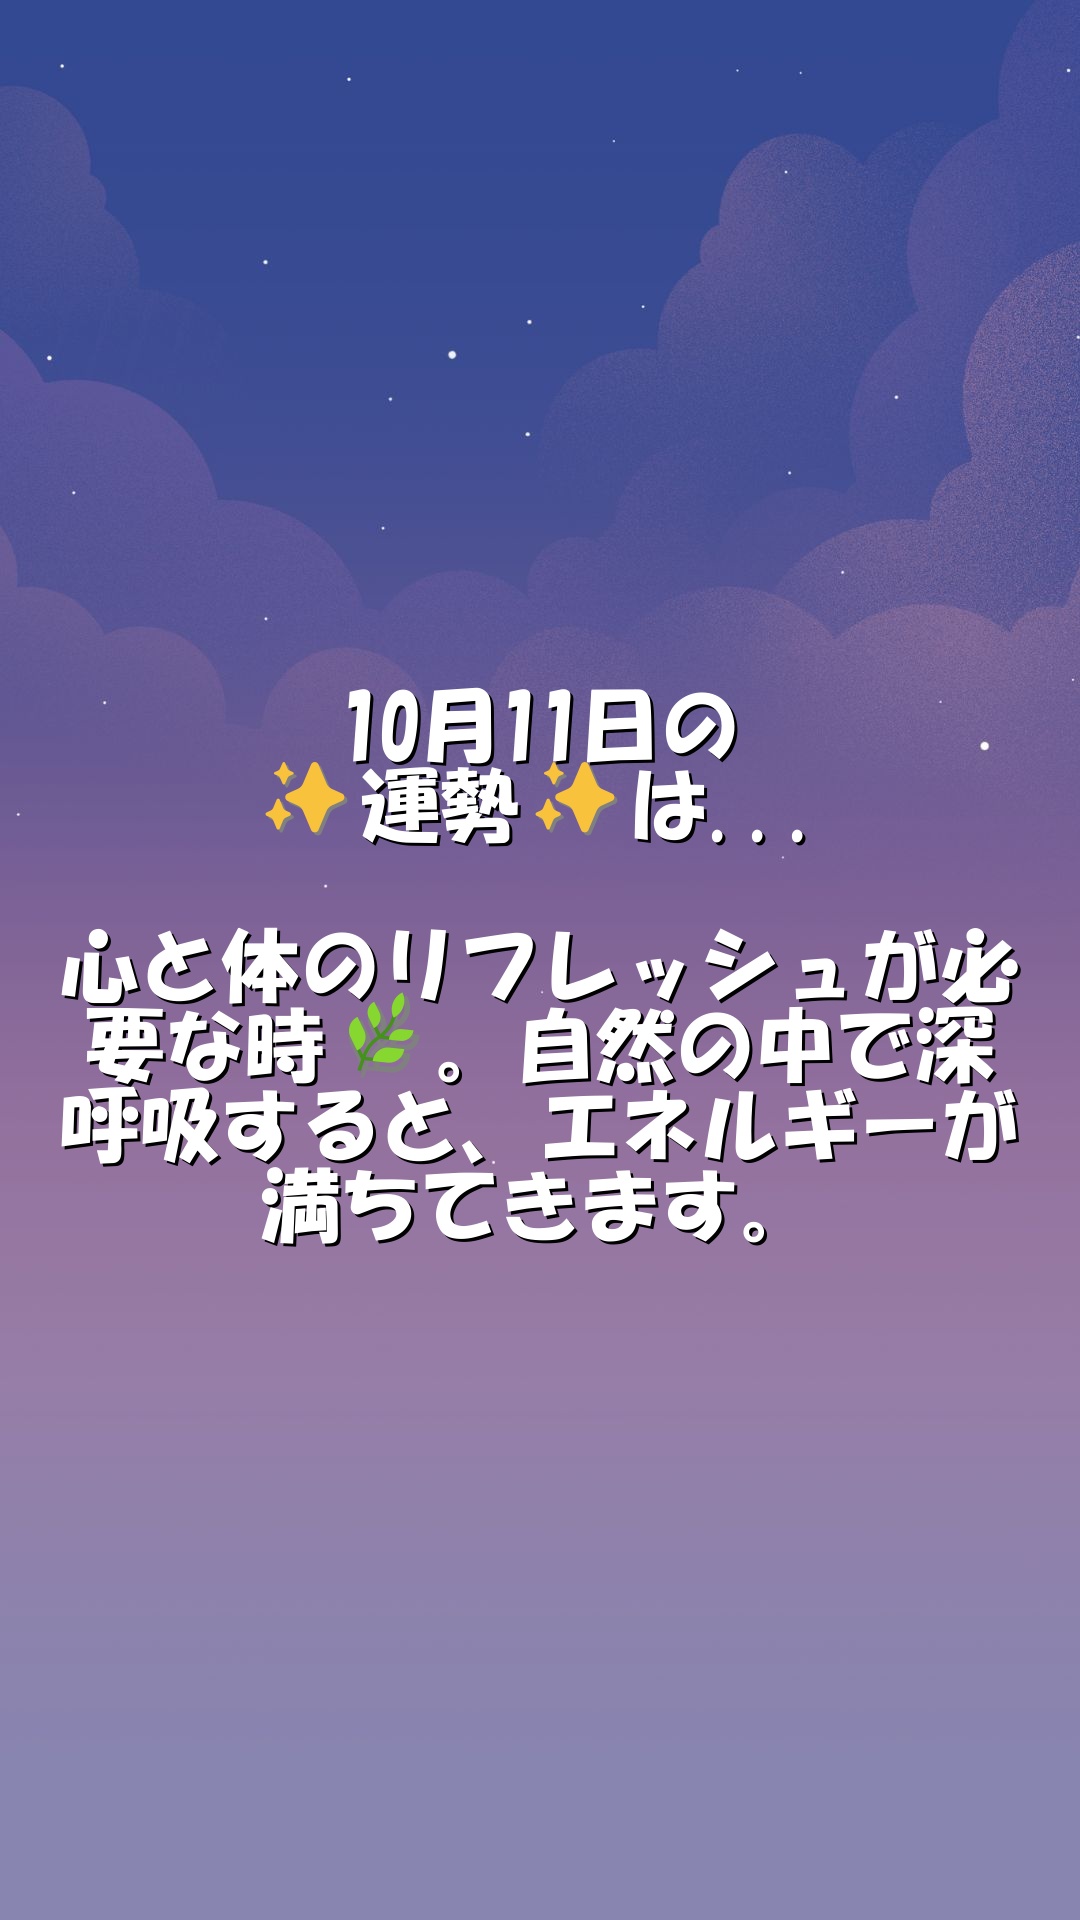 10月11日の
✨運勢✨は...
心と体のリフレッシュが必
要な時🌿。自然の中で深
呼吸すると、エネルギーが
満ちてきます。